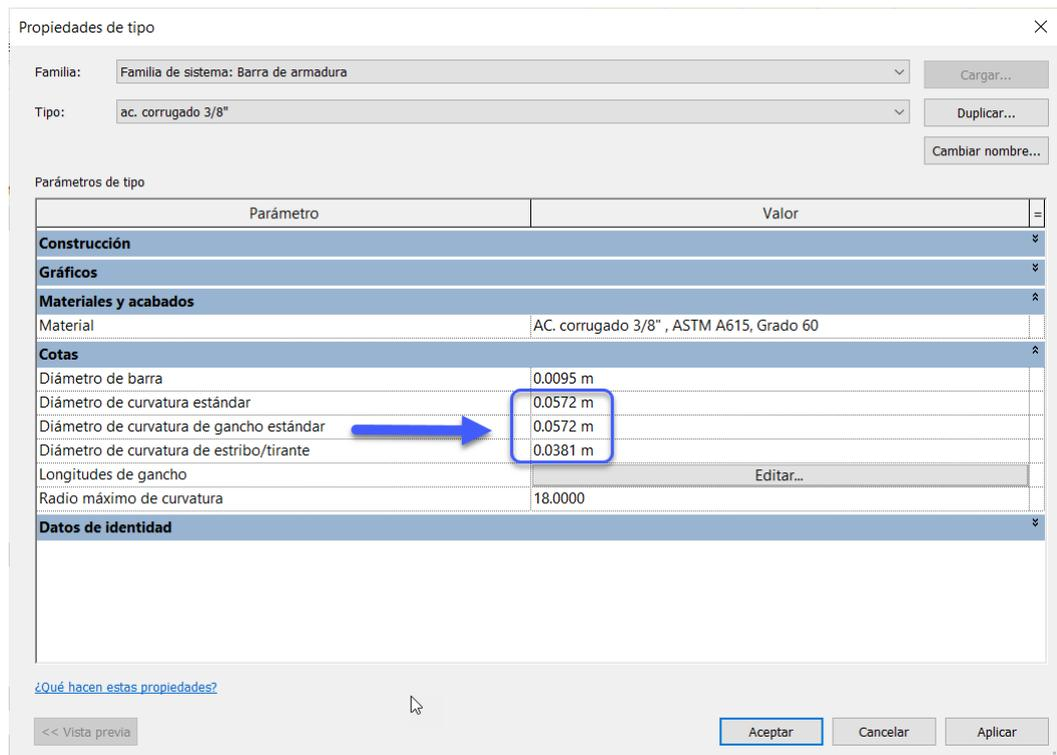 Propiedades de tipo
Familia: Familia de sistema: Barra de armadura Cargar...
Tipo: ac. corrugado 3/8" Duplicar...
Cambiar nombre...
Parámetros de tipo
Parámetro Valor =
Construcción
Gráficos
Materiales y acabados
Material AC. corrugado 3/8" , ASTM A615, Grado 60
Cotas
Diámetro de barra 0.0095 m
Diámetro de curvatura estándar 0.0572 m
Diámetro de curvatura de gancho estándar 0.0572 m
Diámetro de curvatura de estribo/tirante 0.0381 m
Longitudes de gancho Editar...
Radio máximo de curvatura 18.0000
Datos de identidad
¿Qué hacen estas propiedades?
<< Vista previa Aceptar Cancelar Aplicar